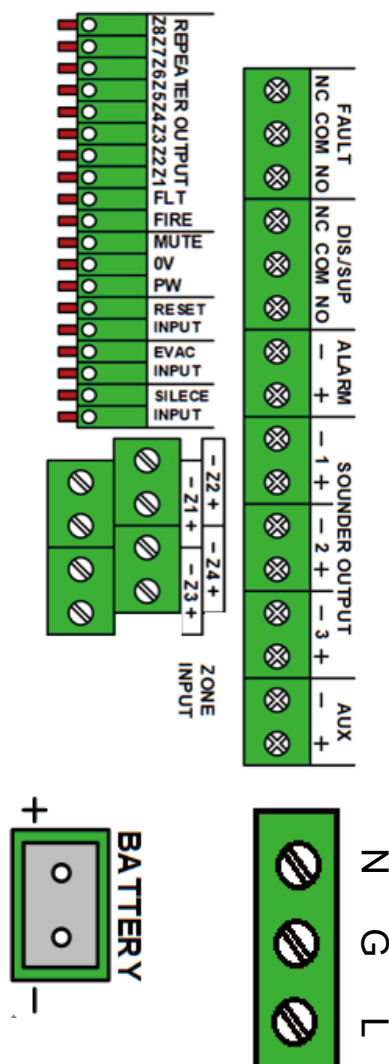 REPEATER OUTPUT
Z8Z7Z6Z5Z4Z3Z2Z1
FLT
FIRE
MUTE
0V
PW
RESET
INPUT
EVAC
INPUT
SILECE
INPUT
FAULT
NC COM NO
DIS./SUP
NC COM NO
ALARM
− +
SOUNDER OUTPUT
− 1 + − 2 + − 3 +
AUX
− +
− Z2 + − Z4 +
− Z1 + − Z3 +
ZONE
INPUT
BATTERY
+ −
N G L